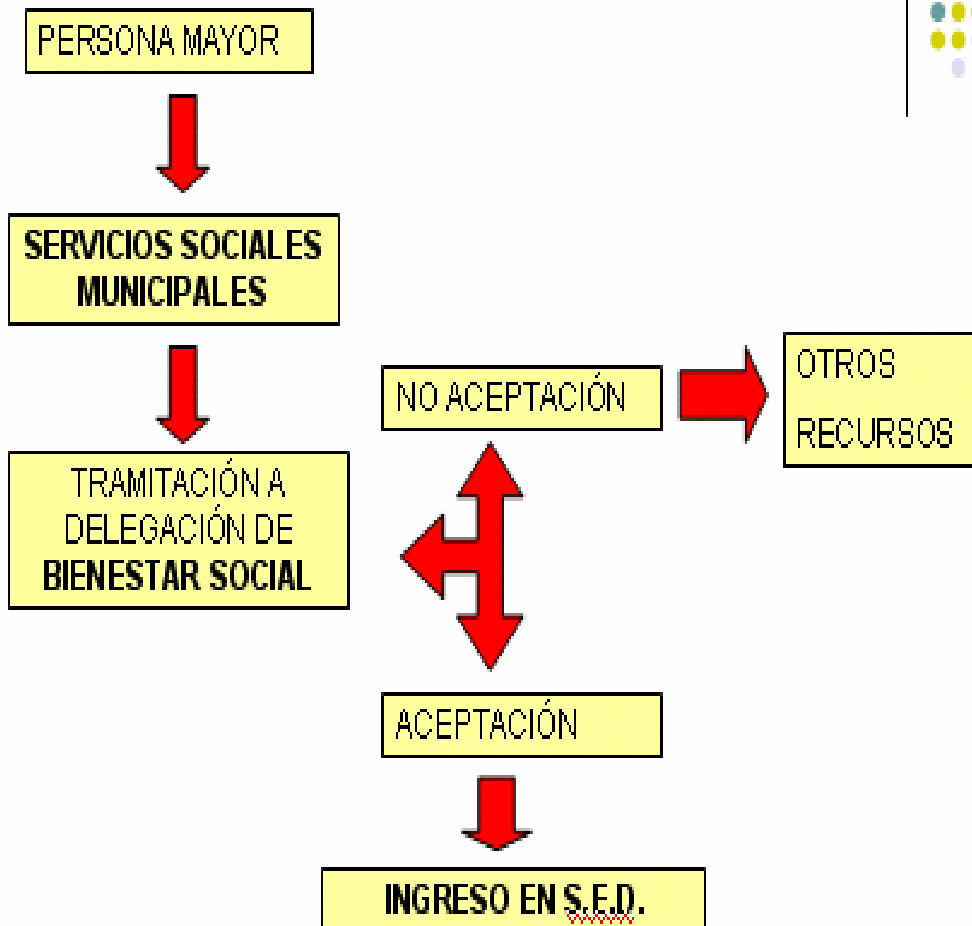 PERSONA MAYOR
SERVICIOS SOCIALES
MUNICIPALES
TRAMITACIÓN A
DELEGACIÓN DE
BIENESTAR SOCIAL
NO ACEPTACIÓN
OTROS
RECURSOS
ACEPTACIÓN
INGRESO EN S.E.D.